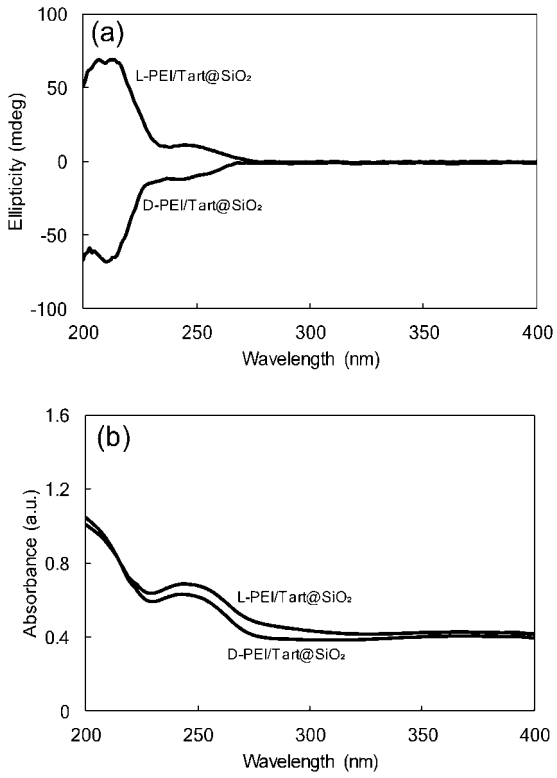 (a)
100
50
0
-50
-100
Ellipticity (mdeg)
L-PEI/Tart@SiO₂
D-PEI/Tart@SiO₂
200 250 300 350 400
Wavelength (nm)
(b)
1.6
1.2
0.8
0.4
0
Absorbance (a.u.)
L-PEI/Tart@SiO₂
D-PEI/Tart@SiO₂
200 250 300 350 400
Wavelength (nm)